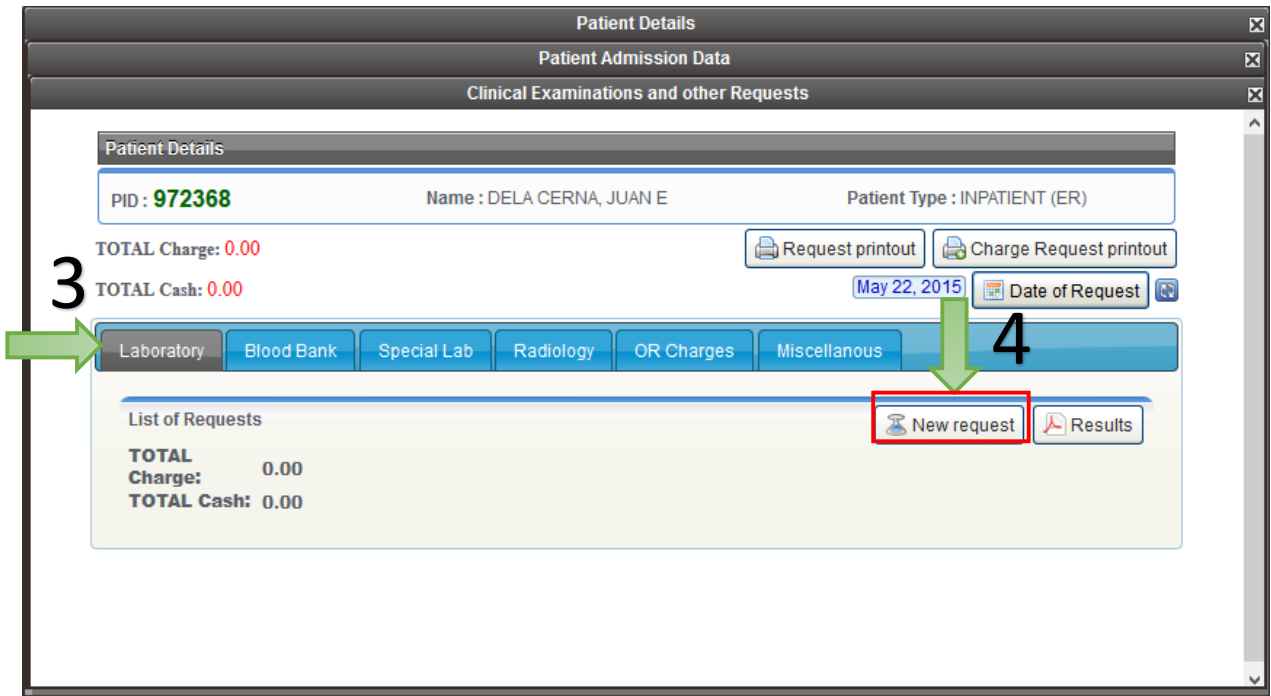 Patient Details
Patient Admission Data
Clinical Examinations and other Requests
Patient Details
PID : 972368 Name : DELA CERNA, JUAN E Patient Type : INPATIENT (ER)
TOTAL Charge: 0.00 Request printout Charge Request printout
3
TOTAL Cash: 0.00 May 22, 2015 Date of Request
4
Laboratory Blood Bank Special Lab Radiology OR Charges Miscellanous
List of Requests New request Results
TOTAL
Charge: 0.00
TOTAL Cash: 0.00